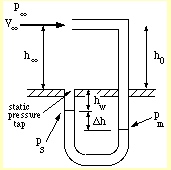 p∞
V∞
h∞
h0
static
pressure
tap
hw
Δh
ps
pm